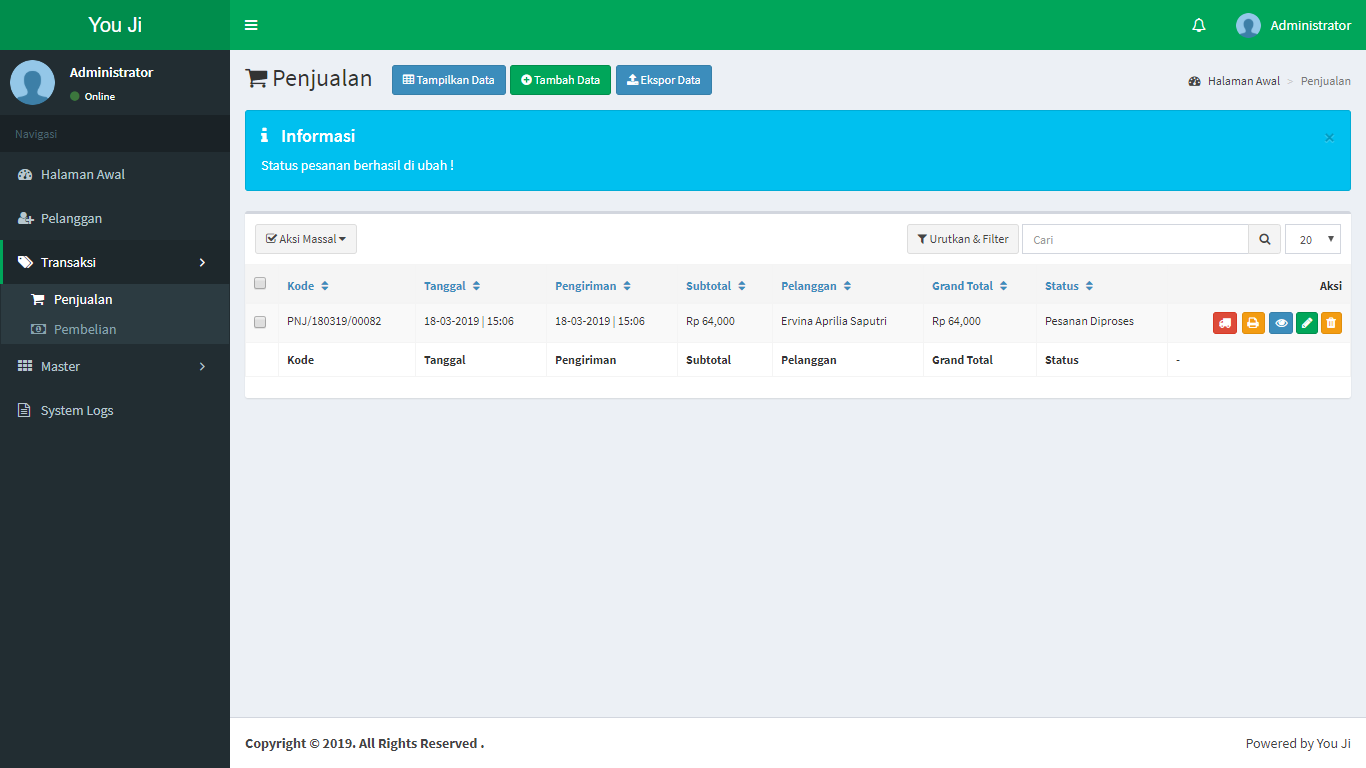 You Ji
Administrator
Administrator
Online
Navigasi
Halaman Awal
Pelanggan
Transaksi
Penjualan
Pembelian
Master
System Logs
Penjualan Tampilkan Data Tambah Data Ekspor Data
Halaman Awal > Penjualan
Informasi ×
Status pesanan berhasil di ubah !
Aksi Massal Urutkan & Filter Cari 20
Kode Tanggal Pengiriman Subtotal Pelanggan Grand Total Status Aksi
PNJ/180319/00082 18-03-2019 | 15:06 18-03-2019 | 15:06 Rp 64,000 Ervina Aprilia Saputri Rp 64,000 Pesanan Diproses
Kode Tanggal Pengiriman Subtotal Pelanggan Grand Total Status -
Copyright © 2019. All Rights Reserved . Powered by You Ji